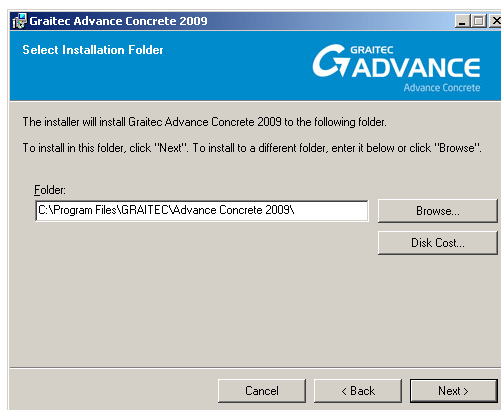 Graitec Advance Concrete 2009
Select Installation Folder
GRAITEC
ADVANCE
Advance Concrete
The installer will install Graitec Advance Concrete 2009 to the following folder.
To install in this folder, click "Next". To install to a different folder, enter it below or click "Browse".
Folder:
C:\Program Files\GRAITEC\Advance Concrete 2009\
Browse...
Disk Cost...
Cancel
< Back
Next >